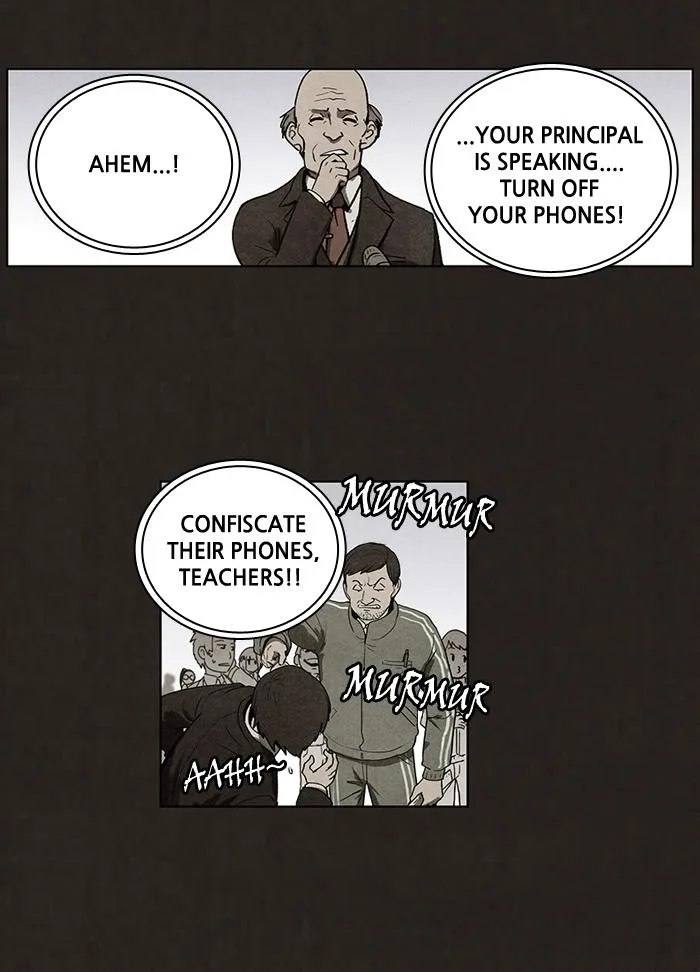 AHEM...!
...YOUR PRINCIPAL
IS SPEAKING....
TURN OFF
YOUR PHONES!
CONFISCATE
THEIR PHONES,
TEACHERS!!
MURMUR
MURMUR
AAHH~